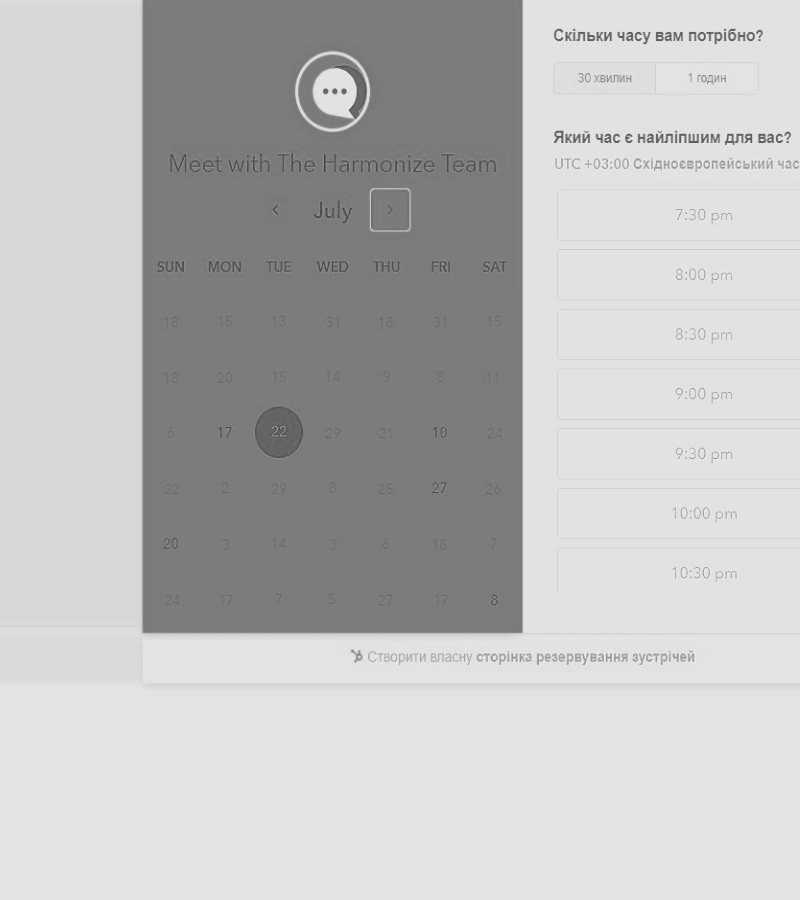 Meet with The Harmonize Team
July
SUN MON TUE WED THU FRI SAT
18 15 13 31 18 31 15
18 20 15 14 9 8 11
6 17 22 29 21 10 24
22 2 29 8 25 27 26
20 3 14 3 6 18 7
24 17 7 5 27 17 8
Скільки часу вам потрібно?
30 хвилин 1 годин
Який час є найліпшим для вас?
UTC +03:00 Східноєвропейський час
7:30 pm
8:00 pm
8:30 pm
9:00 pm
9:30 pm
10:00 pm
10:30 pm
Створити власну сторінка резервування зустрічей